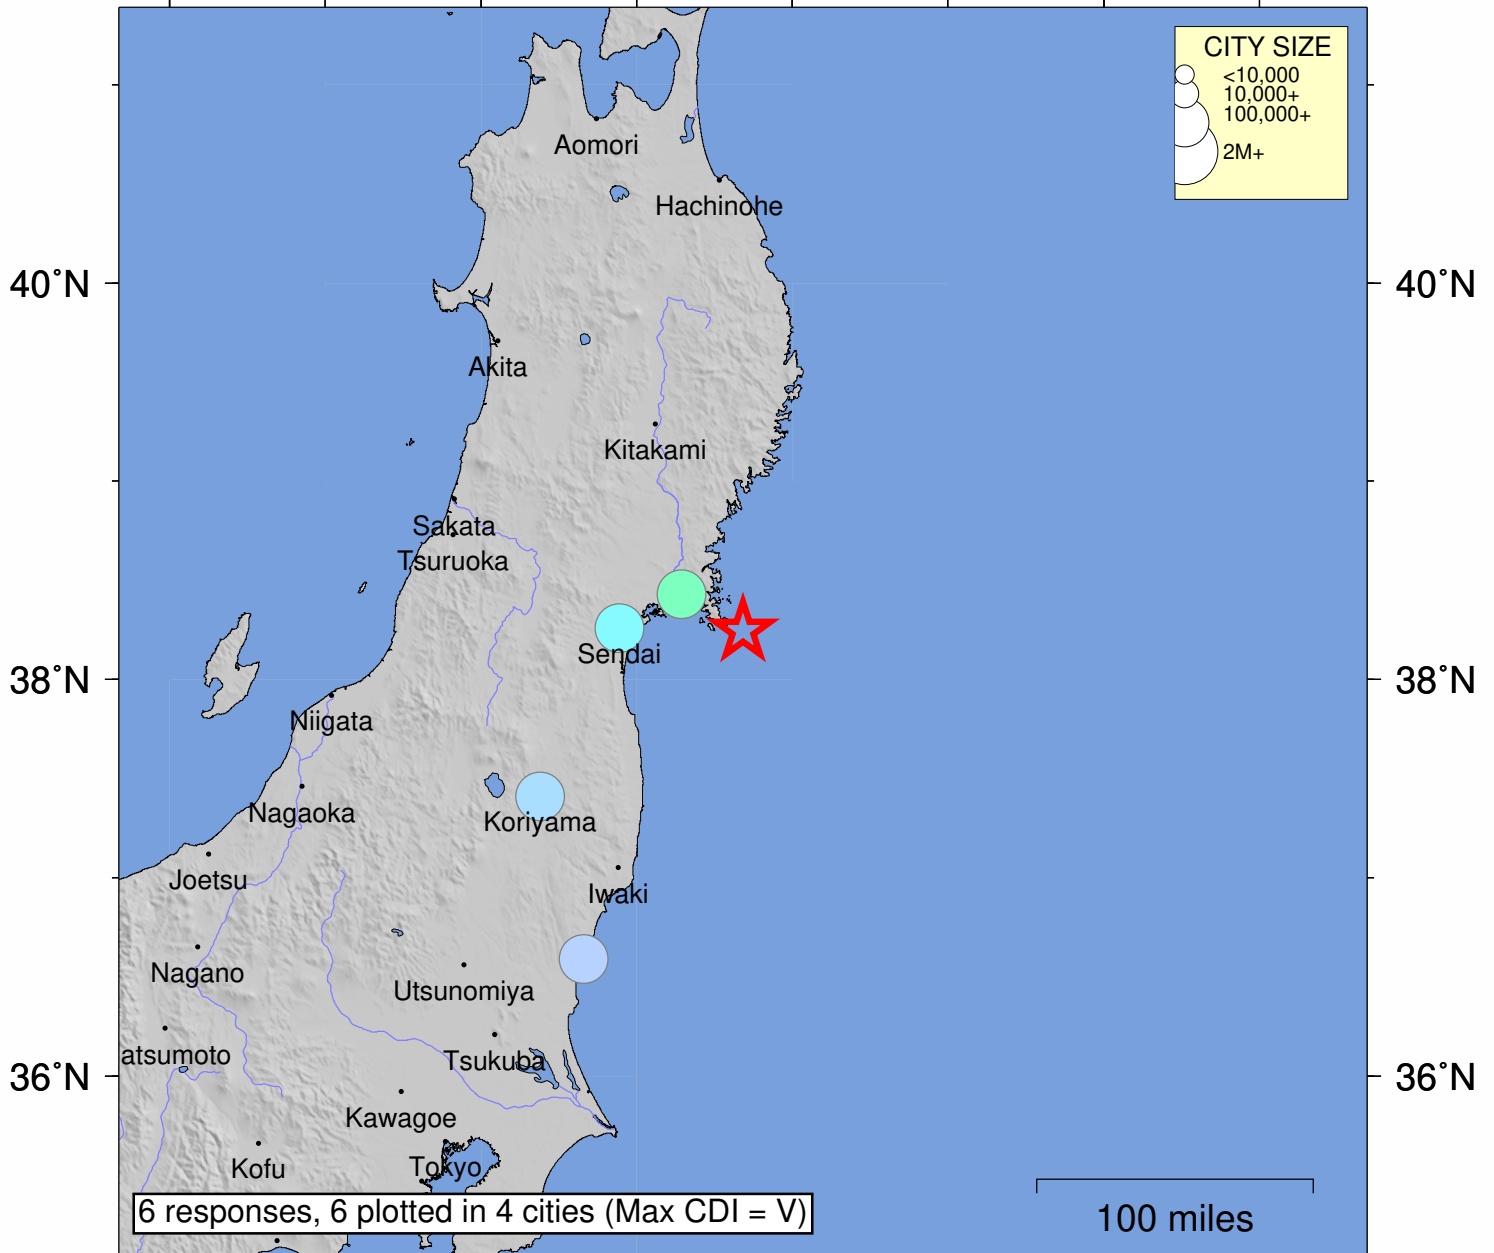 CITY SIZE
<10,000
10,000+
100,000+
2M+
Aomori
Hachinohe
40˚N
40˚N
Akita
Kitakami
Sakata
Tsuruoka
Sendai
38˚N
38˚N
Niigata
Nagaoka
Koriyama
Joetsu
Iwaki
Nagano
Utsunomiya
atsumoto
Tsukuba
36˚N
36˚N
Kawagoe
Kofu
Tokyo
6 responses, 6 plotted in 4 cities (Max CDI = V)
100 miles